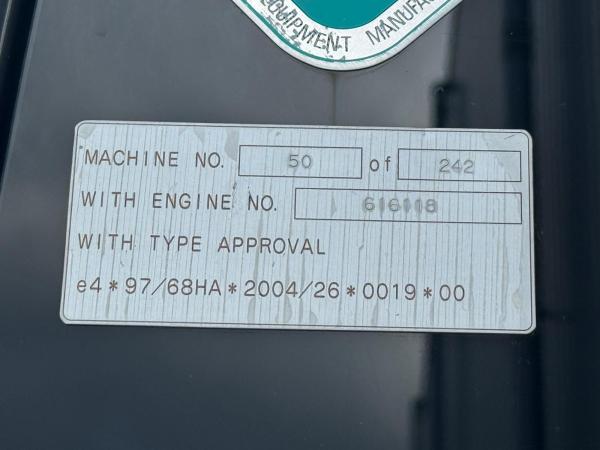 EQUIPMENT MANUFA
MACHINE NO. 50 of 242
WITH ENGINE NO. 616118
WITH TYPE APPROVAL
e4*97/68HA*2004/26*0019*00